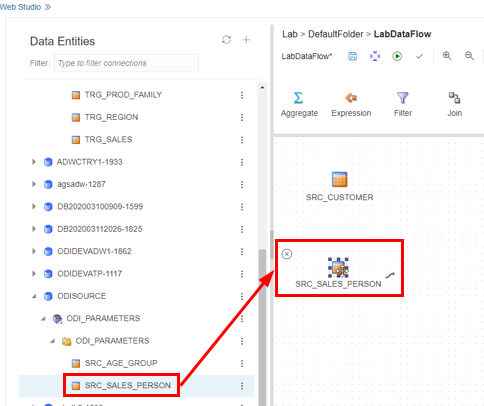 Web Studio »
Data Entities
Filter: Type to filter connections
TRG_PROD_FAMILY
TRG_REGION
TRG_SALES
ADWCTRY1-1933
agsadw-1287
DB202003100909-1599
DB202003112026-1825
ODIDEVADW1-1862
ODIDEVATP-1117
ODISOURCE
ODI_PARAMETERS
ODI_PARAMETERS
SRC_AGE_GROUP
SRC_SALES_PERSON
Lab > DefaultFolder > LabDataFlow
LabDataFlow*
Aggregate Expression Filter Join
SRC_CUSTOMER
SRC_SALES_PERSON